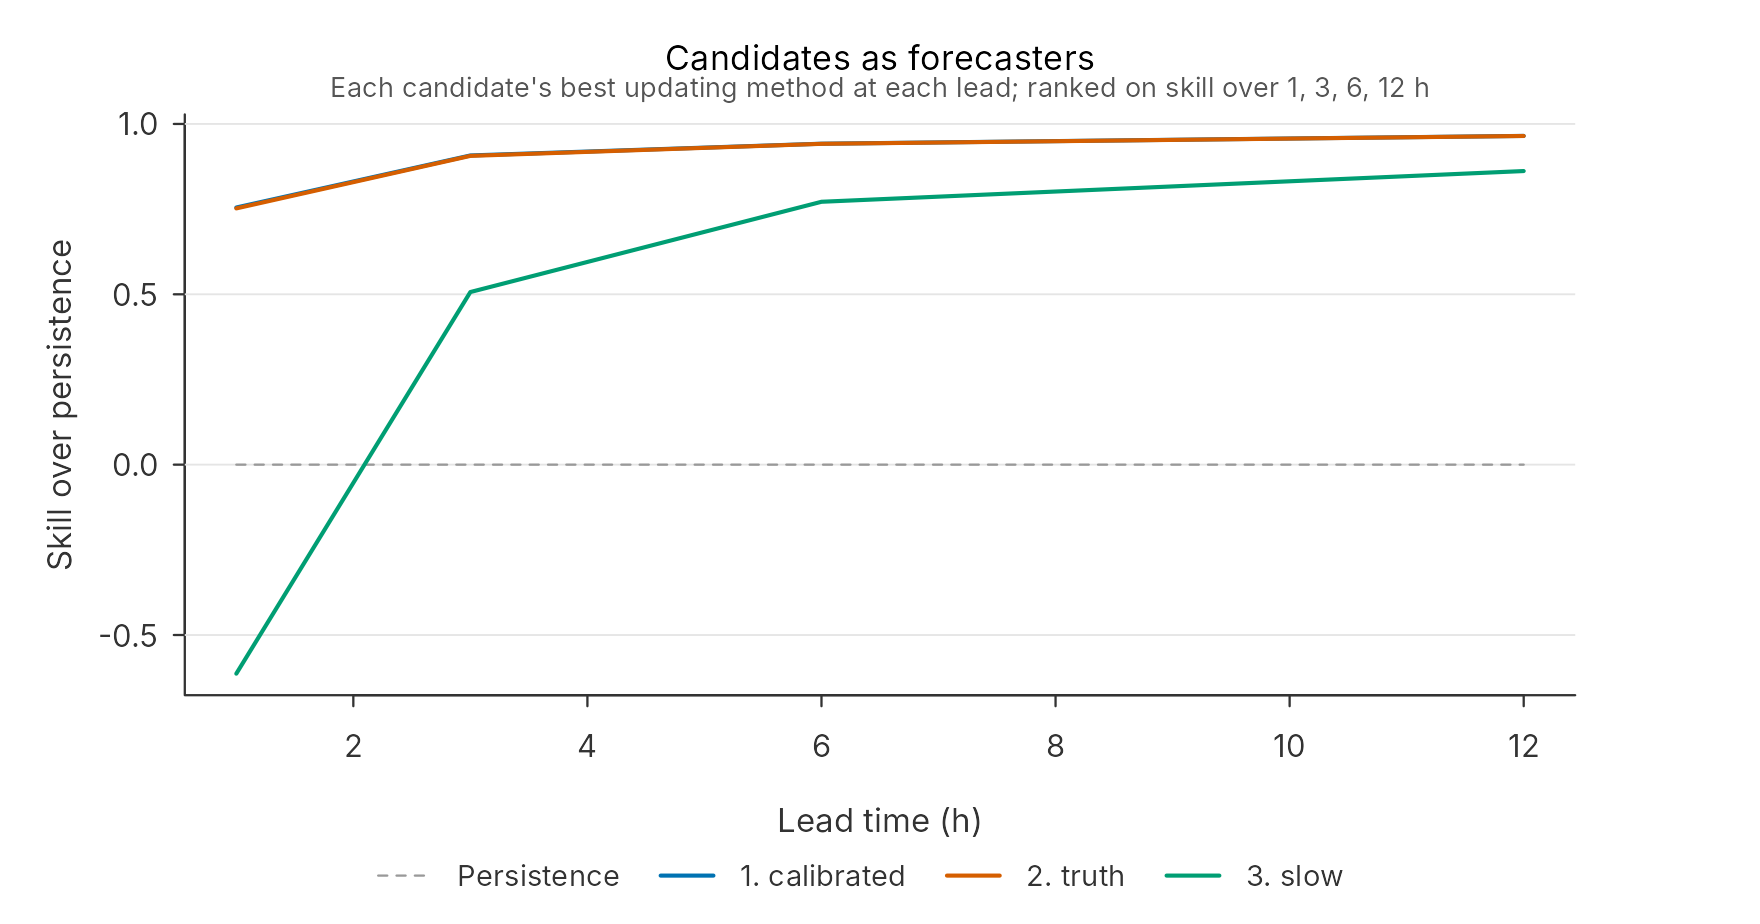 Candidates as forecasters
Each candidate's best updating method at each lead; ranked on skill over 1, 3, 6, 12 h
Skill over persistence
1.0
0.5
0.0
-0.5
2 4 6 8 10 12
Lead time (h)
Persistence 1. calibrated 2. truth 3. slow